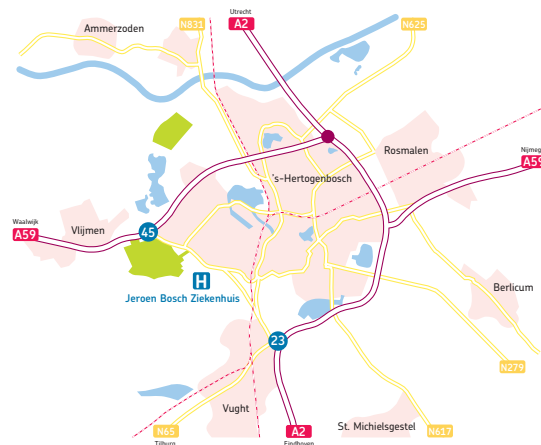 Utrecht
A2
N831
N625
Ammerzoden
Rosmalen
Nijmeg
A59
's-Hertogenbosch
Waalwijk
A59
Vlijmen
45
H
Jeroen Bosch Ziekenhuis
Berlicum
23
N279
Vught
St. Michielsgestel
N65
Tilburg
A2
Eindhoven
N617